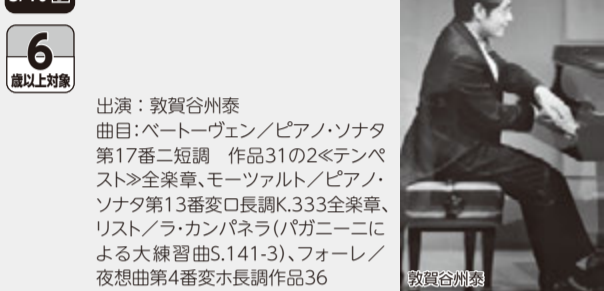 6
歳以上対象
出演：敦賀谷州泰
曲目：ベートーヴェン／ピアノ・ソナタ
第17番ニ短調　作品31の2≪テンペ
スト≫全楽章、モーツァルト／ピアノ・
ソナタ第13番変ロ長調K.333全楽章、
リスト／ラ・カンパネラ（パガニーニに
よる大練習曲S.141-3）、フォーレ／
夜想曲第4番変ホ長調作品36
敦賀谷州泰